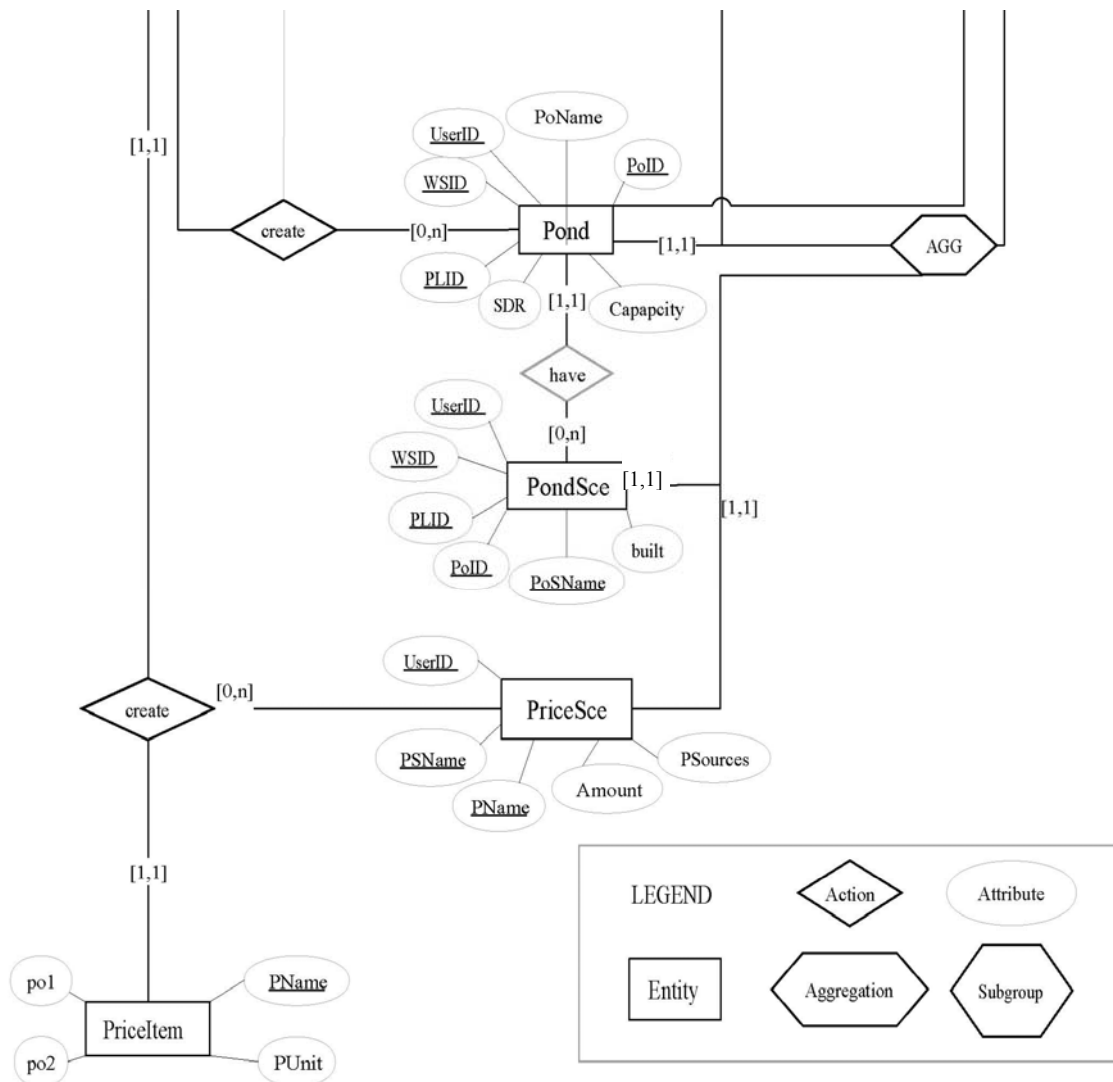 PoName
UserID
[1,1]
PoID
WSID
create
[0,n]
Pond
[1,1]
AGG
PLID
SDR
[1,1]
Capapcity
have
UserID
[0,n]
WSID
PondSce
[1,1]
[1,1]
PLID
built
PoID
PoSName
UserID
[0,n]
create
PriceSce
PSName
PSources
Amount
PName
[1,1]
LEGEND
Action
Attribute
po1
PName
Entity
Aggregation
Subgroup
PriceItem
po2
PUnit